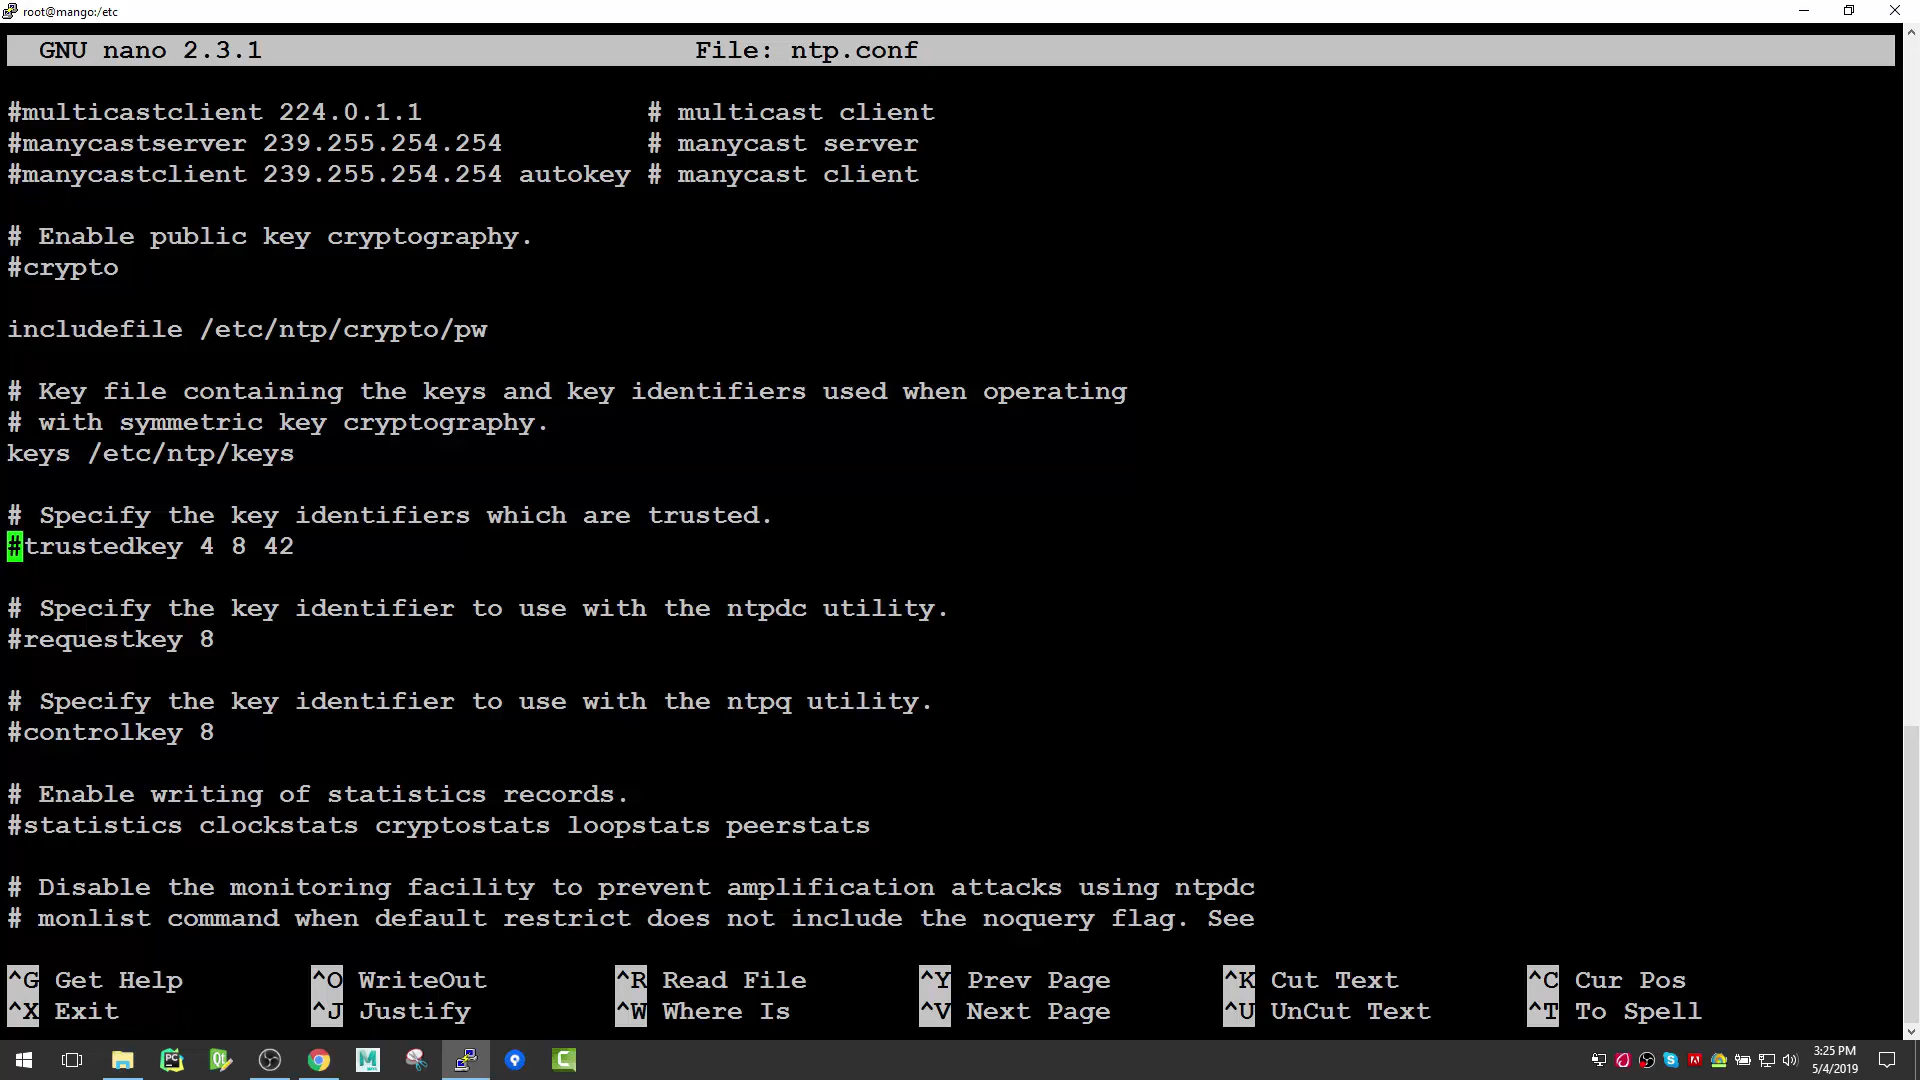 root@mango:/etc
GNU nano 2.3.1 File: ntp.conf
#multicastclient 224.0.1.1 # multicast client
#manycastserver 239.255.254.254 # manycast server
#manycastclient 239.255.254.254 autokey # manycast client
# Enable public key cryptography.
#crypto
includefile /etc/ntp/crypto/pw
# Key file containing the keys and key identifiers used when operating
# with symmetric key cryptography.
keys /etc/ntp/keys
# Specify the key identifiers which are trusted.
#trustedkey 4 8 42
# Specify the key identifier to use with the ntpdc utility.
#requestkey 8
# Specify the key identifier to use with the ntpq utility.
#controlkey 8
# Enable writing of statistics records.
#statistics clockstats cryptostats loopstats peerstats
# Disable the monitoring facility to prevent amplification attacks using ntpdc
# monlist command when default restrict does not include the noquery flag. See
^G Get Help ^O WriteOut ^R Read File ^Y Prev Page ^K Cut Text ^C Cur Pos
^X Exit ^J Justify ^W Where Is ^V Next Page ^U UnCut Text ^T To Spell
3:25 PM
5/4/2019